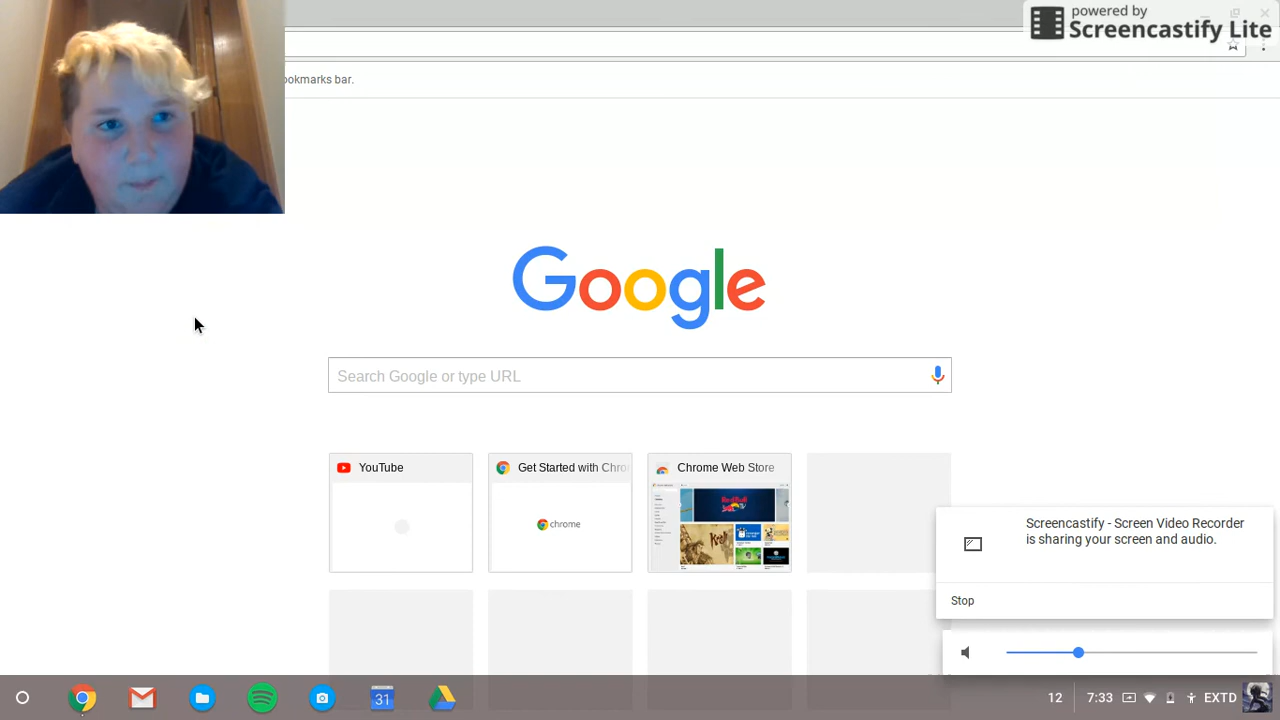 powered by
Screencastify Lite
ookmarks bar.
Google
Search Google or type URL
YouTube
Get Started with Chro
Chrome Web Store
chrome
Screencastify - Screen Video Recorder
is sharing your screen and audio.
Stop
31
12
7:33
EXTD